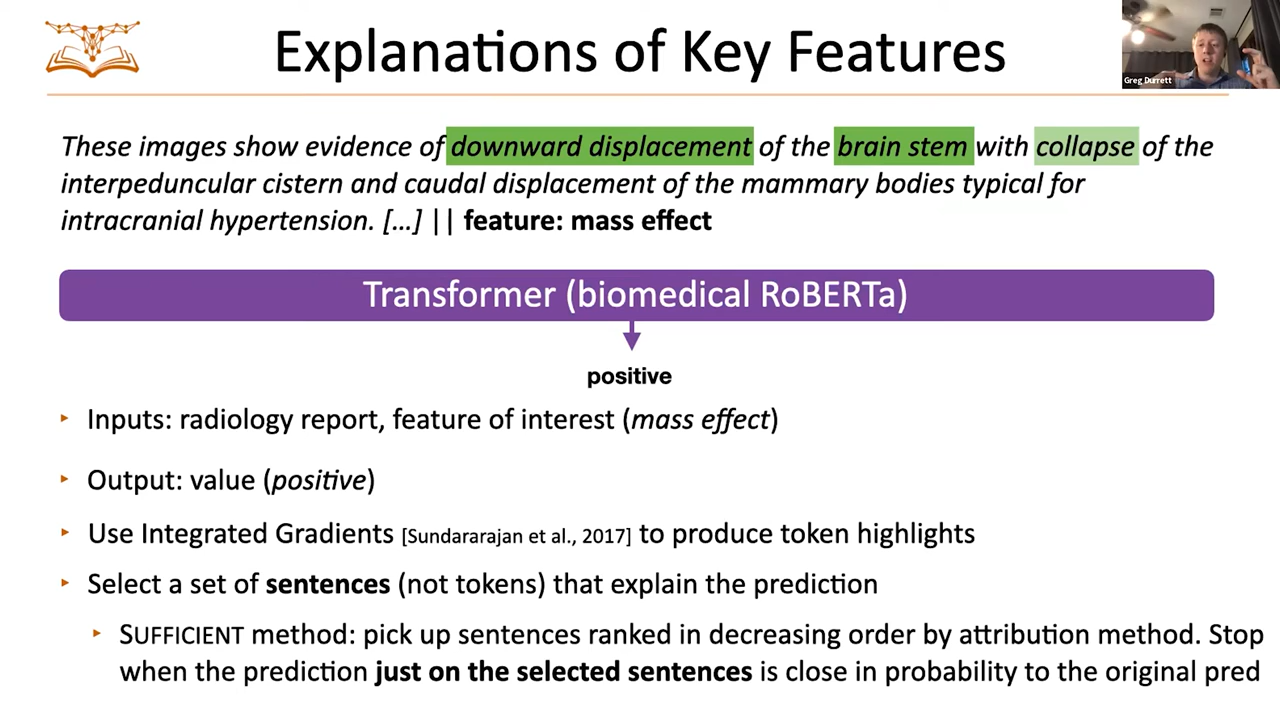 Explanations of Key Features
Greg Durrett
These images show evidence of downward displacement of the brain stem with collapse of the
interpeduncular cistern and caudal displacement of the mammary bodies typical for
intracranial hypertension. [...] || feature: mass effect
Transformer (biomedical RoBERTa)
positive
‣ Inputs: radiology report, feature of interest (mass effect)
‣ Output: value (positive)
‣ Use Integrated Gradients [Sundararajan et al., 2017] to produce token highlights
‣ Select a set of sentences (not tokens) that explain the prediction
‣ SUFFICIENT method: pick up sentences ranked in decreasing order by attribution method. Stop
when the prediction just on the selected sentences is close in probability to the original pred